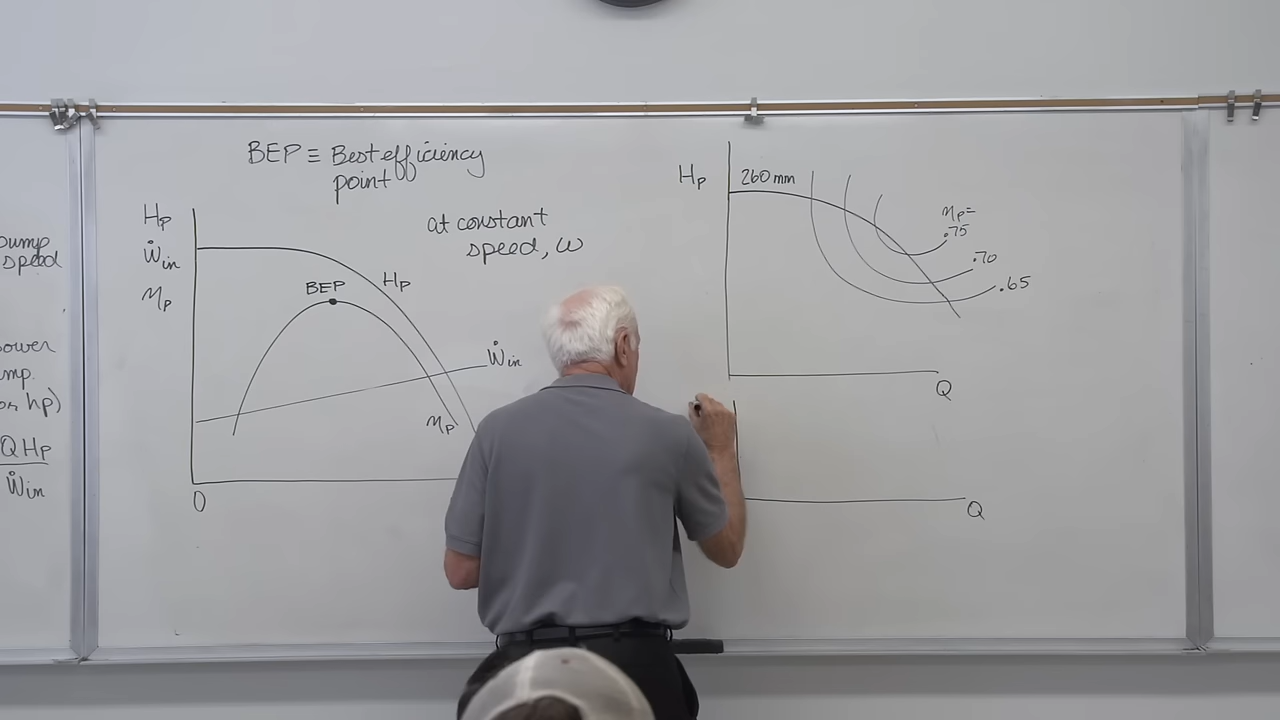 BEP ≡ Best efficiency
point
at constant
speed, ω
Hp
Ẇin
ηp
BEP
Hp
Ẇin
ηp
0
pump
speed
power
mp.
or hp)
QHp
Ẇin
Hp
260 mm
ηp=
.75
.70
.65
Q
Q